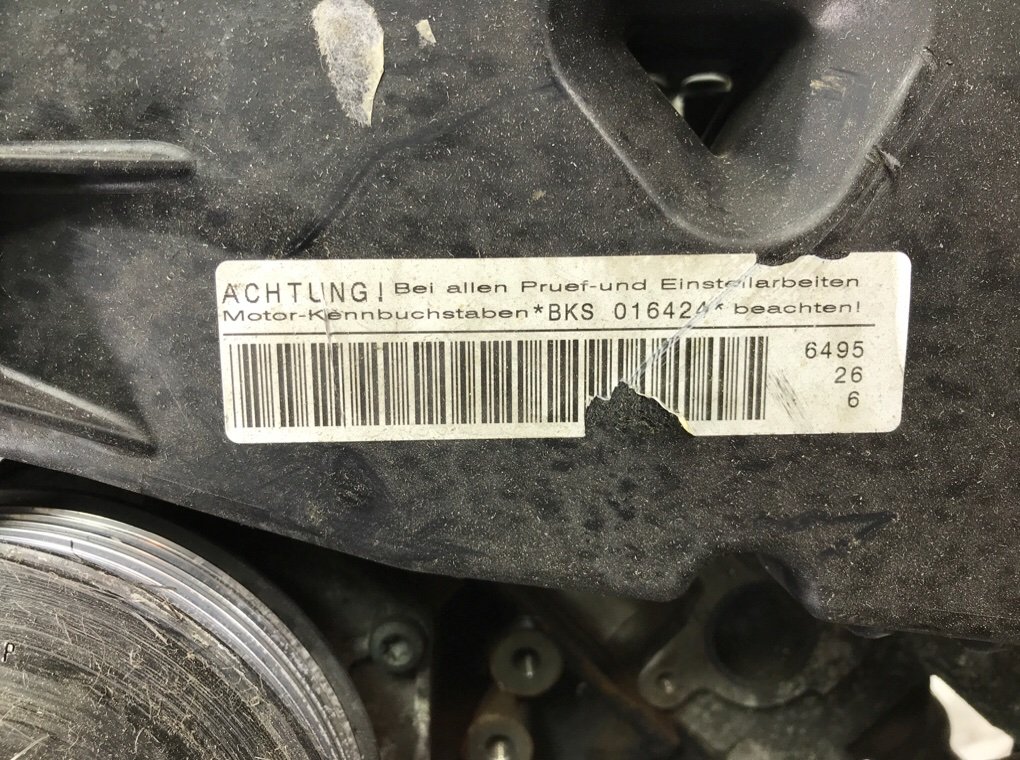 ACHTUNG! Bei allen Pruef-und Einstellarbeiten
Motor-Kennbuchstaben *BKS 016424* beachten!
6495
26
6
P